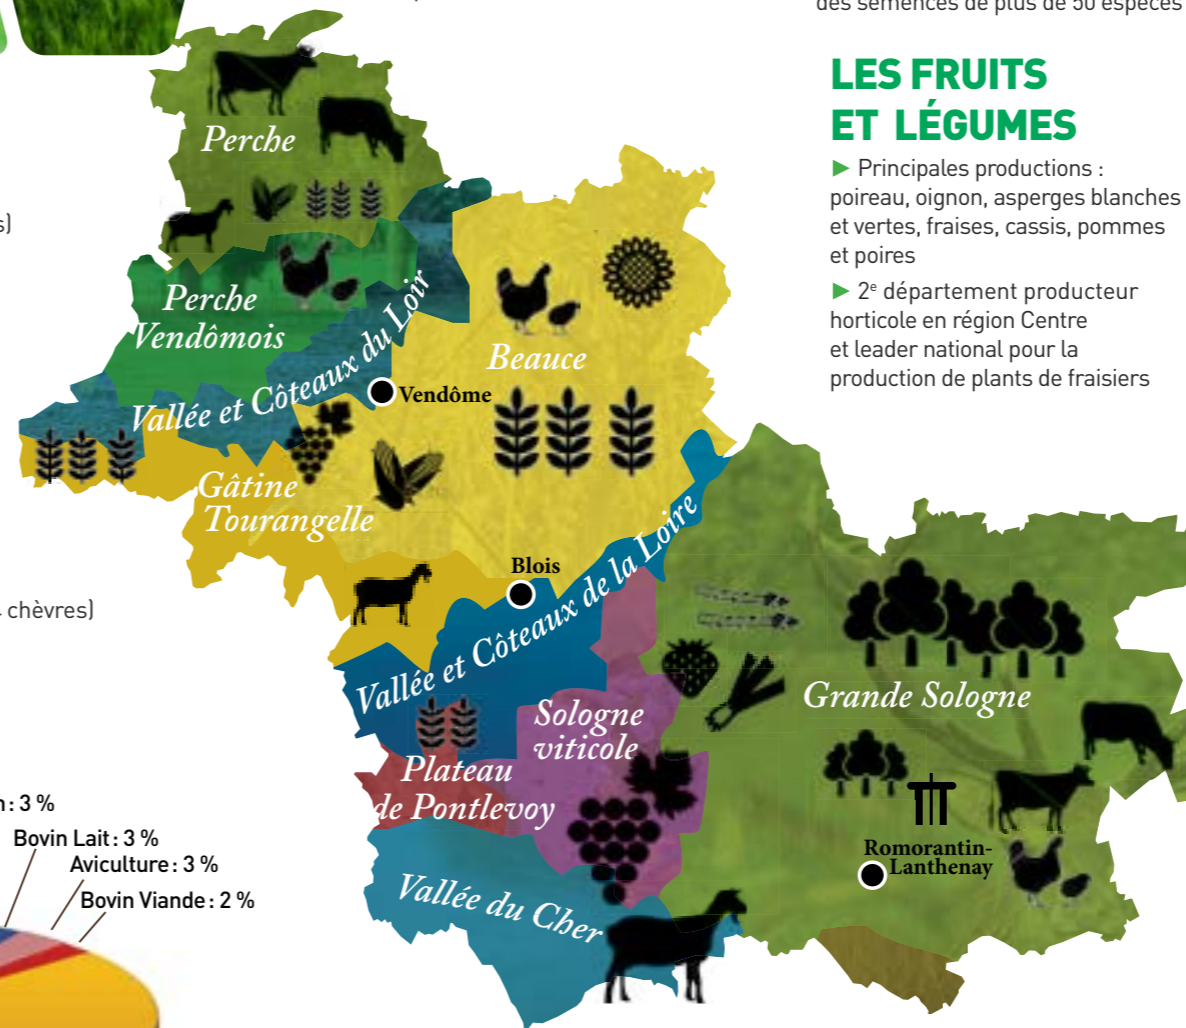 des semences de plus de 50 espèces
LES FRUITS
ET LÉGUMES
► Principales productions :
poireau, oignon, asperges blanches
et vertes, fraises, cassis, pommes
et poires
► 2e département producteur
horticole en région Centre
et leader national pour la
production de plants de fraisiers
Perche
Perche
Vendômois
Vallée et Côteaux du Loir
Beauce
Vendôme
Gâtine
Tourangelle
Blois
Vallée et Côteaux de la Loire
Grande Sologne
Sologne
viticole
Plateau
de Pontlevoy
Romorantin-
Lanthenay
Vallée du Cher
s)
chèvres)
n : 3 %
Bovin Lait : 3 %
Aviculture : 3 %
Bovin Viande : 2 %